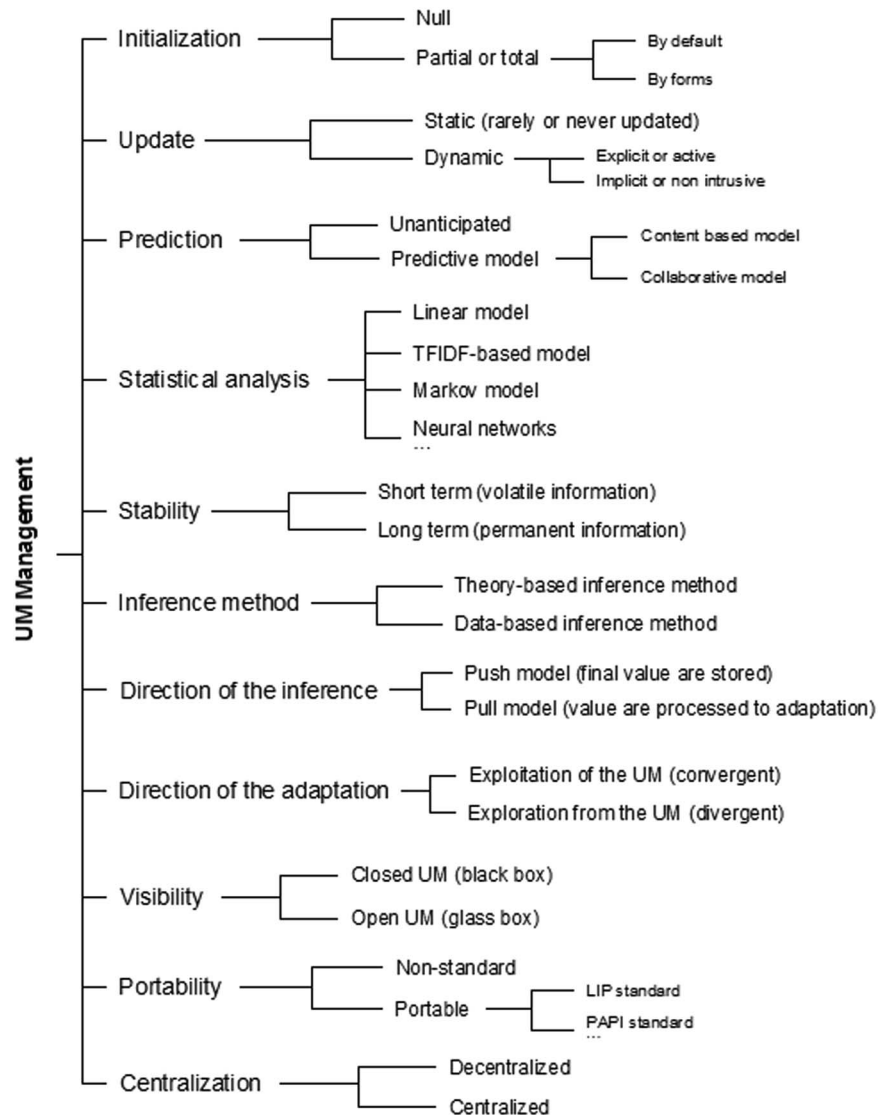 UM Management
Initialization
Null
Partial or total
By default
By forms
Update
Static (rarely or never updated)
Dynamic
Explicit or active
Implicit or non intrusive
Prediction
Unanticipated
Predictive model
Content based model
Collaborative model
Statistical analysis
Linear model
TFIDF-based model
Markov model
Neural networks
...
Stability
Short term (volatile information)
Long term (permanent information)
Inference method
Theory-based inference method
Data-based inference method
Direction of the inference
Push model (final value are stored)
Pull model (value are processed to adaptation)
Direction of the adaptation
Exploitation of the UM (convergent)
Exploration from the UM (divergent)
Visibility
Closed UM (black box)
Open UM (glass box)
Portability
Non-standard
Portable
LIP standard
PAPI standard
...
Centralization
Decentralized
Centralized